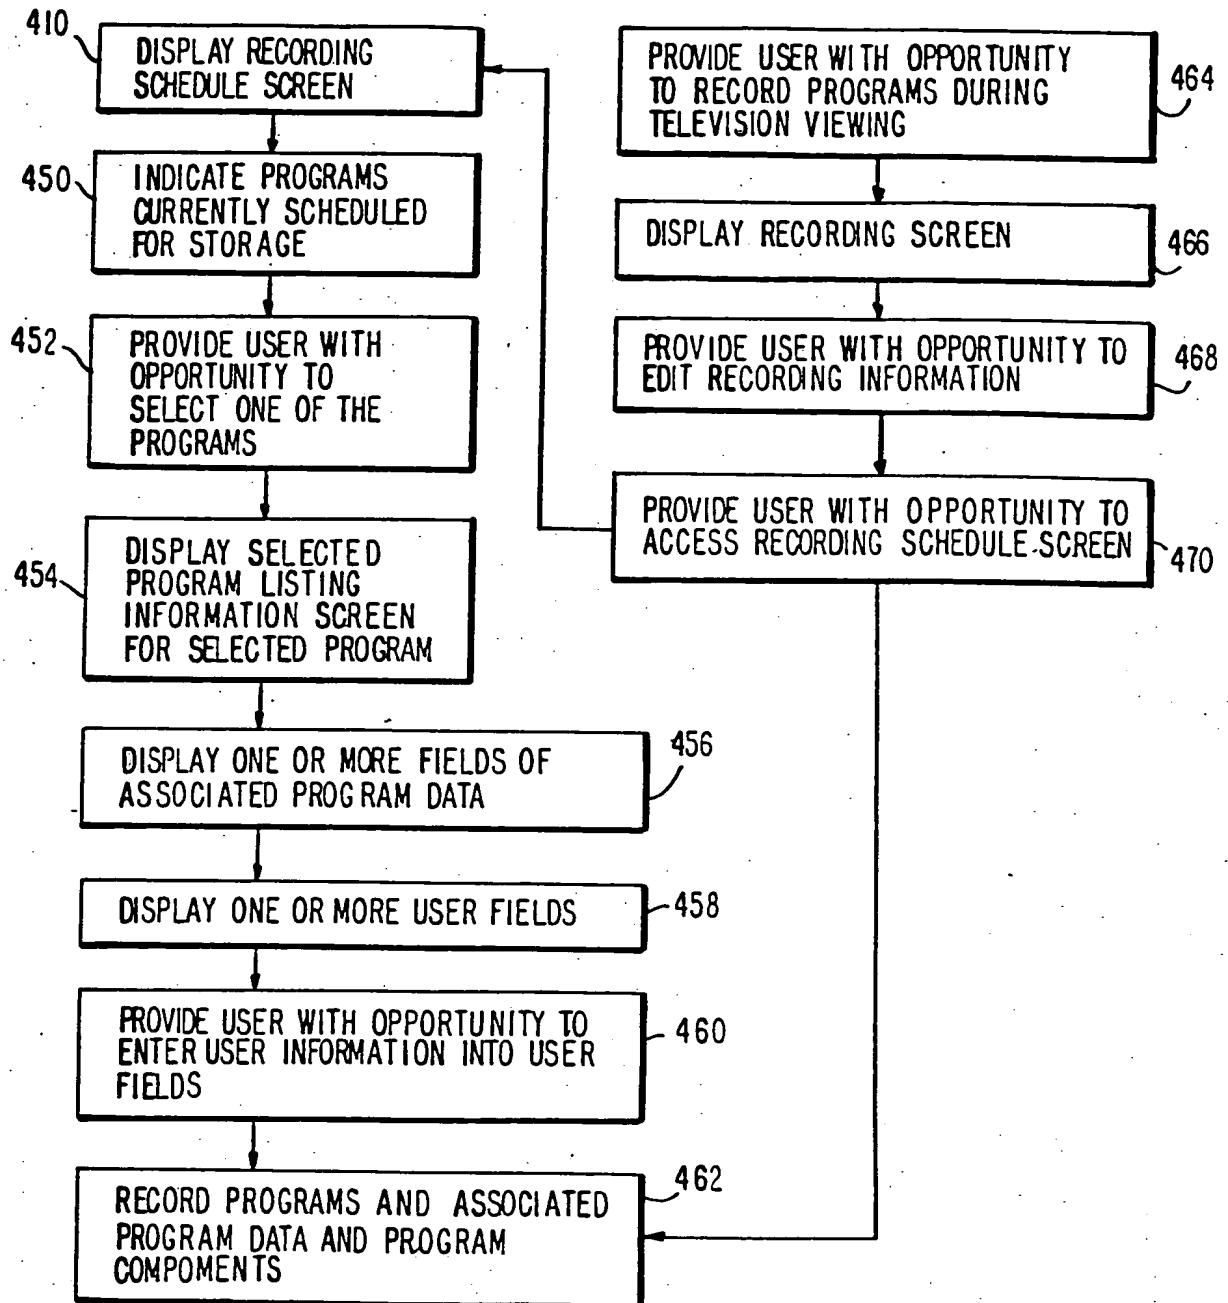 410
DISPLAY RECORDING
SCHEDULE SCREEN
450
INDICATE PROGRAMS
CURRENTLY SCHEDULED
FOR STORAGE
452
PROVIDE USER WITH
OPPORTUNITY TO
SELECT ONE OF THE
PROGRAMS
454
DISPLAY SELECTED
PROGRAM LISTING
INFORMATION SCREEN
FOR SELECTED PROGRAM
456
DISPLAY ONE OR MORE FIELDS OF
ASSOCIATED PROGRAM DATA
DISPLAY ONE OR MORE USER FIELDS
458
PROVIDE USER WITH OPPORTUNITY TO
ENTER USER INFORMATION INTO USER
FIELDS
460
462
RECORD PROGRAMS AND ASSOCIATED
PROGRAM DATA AND PROGRAM
COMPOMENTS
PROVIDE USER WITH OPPORTUNITY
TO RECORD PROGRAMS DURING
TELEVISION VIEWING
464
DISPLAY RECORDING SCREEN
466
PROVIDE USER WITH OPPORTUNITY TO
EDIT RECORDING INFORMATION
468
PROVIDE USER WITH OPPORTUNITY TO
ACCESS RECORDING SCHEDULE SCREEN
470